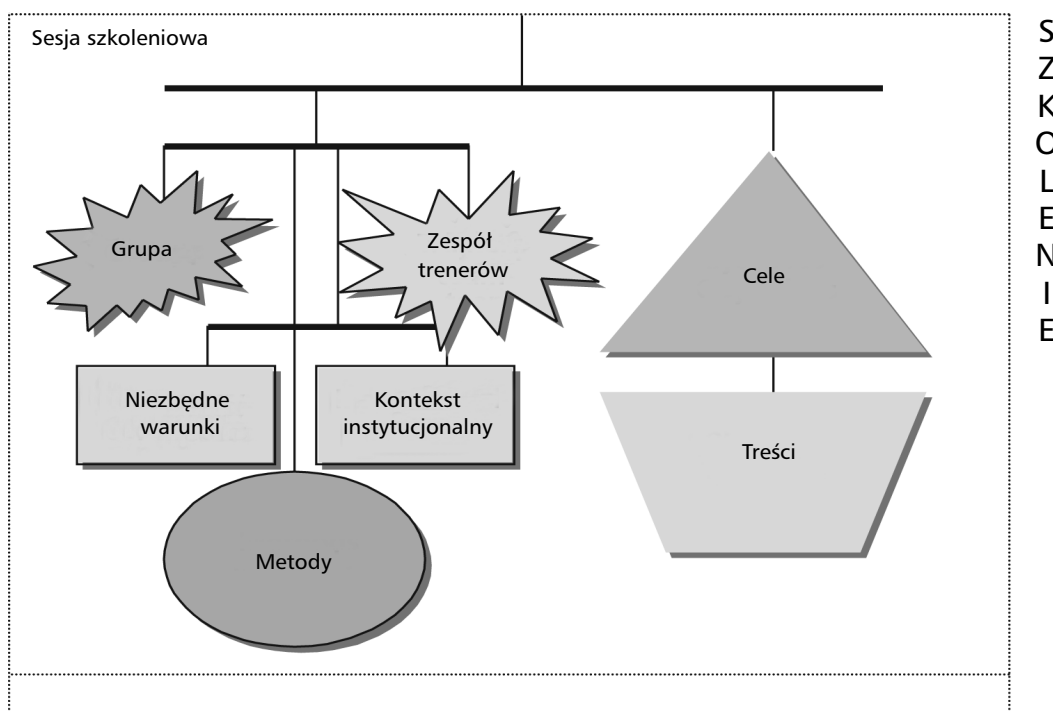 Sesja szkoleniowa
Grupa
Zespół
trenerów
Cele
Niezbędne
warunki
Kontekst
instytucjonalny
Treści
Metody
S
Z
K
O
L
E
N
I
E